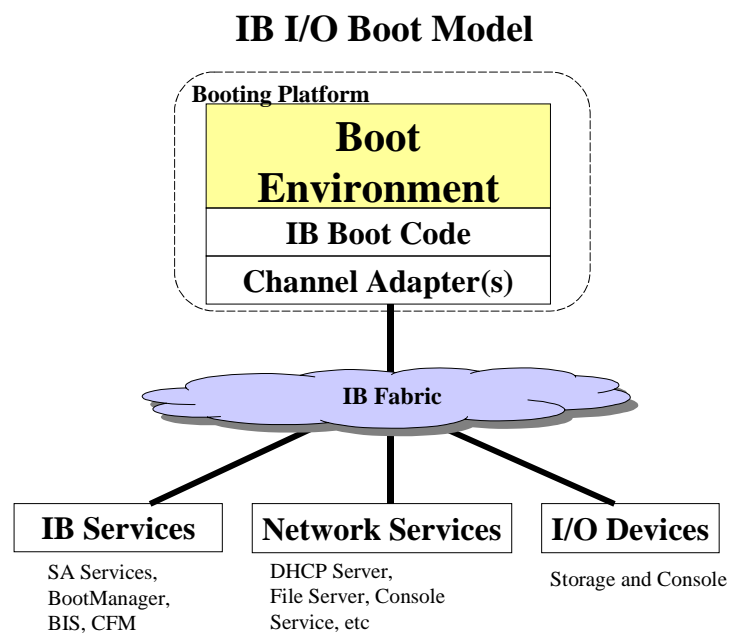 IB I/O Boot Model
Booting Platform
Boot
Environment
IB Boot Code
Channel Adapter(s)
IB Fabric
IB Services
SA Services,
BootManager,
BIS, CFM
Network Services
DHCP Server,
File Server, Console
Service, etc
I/O Devices
Storage and Console